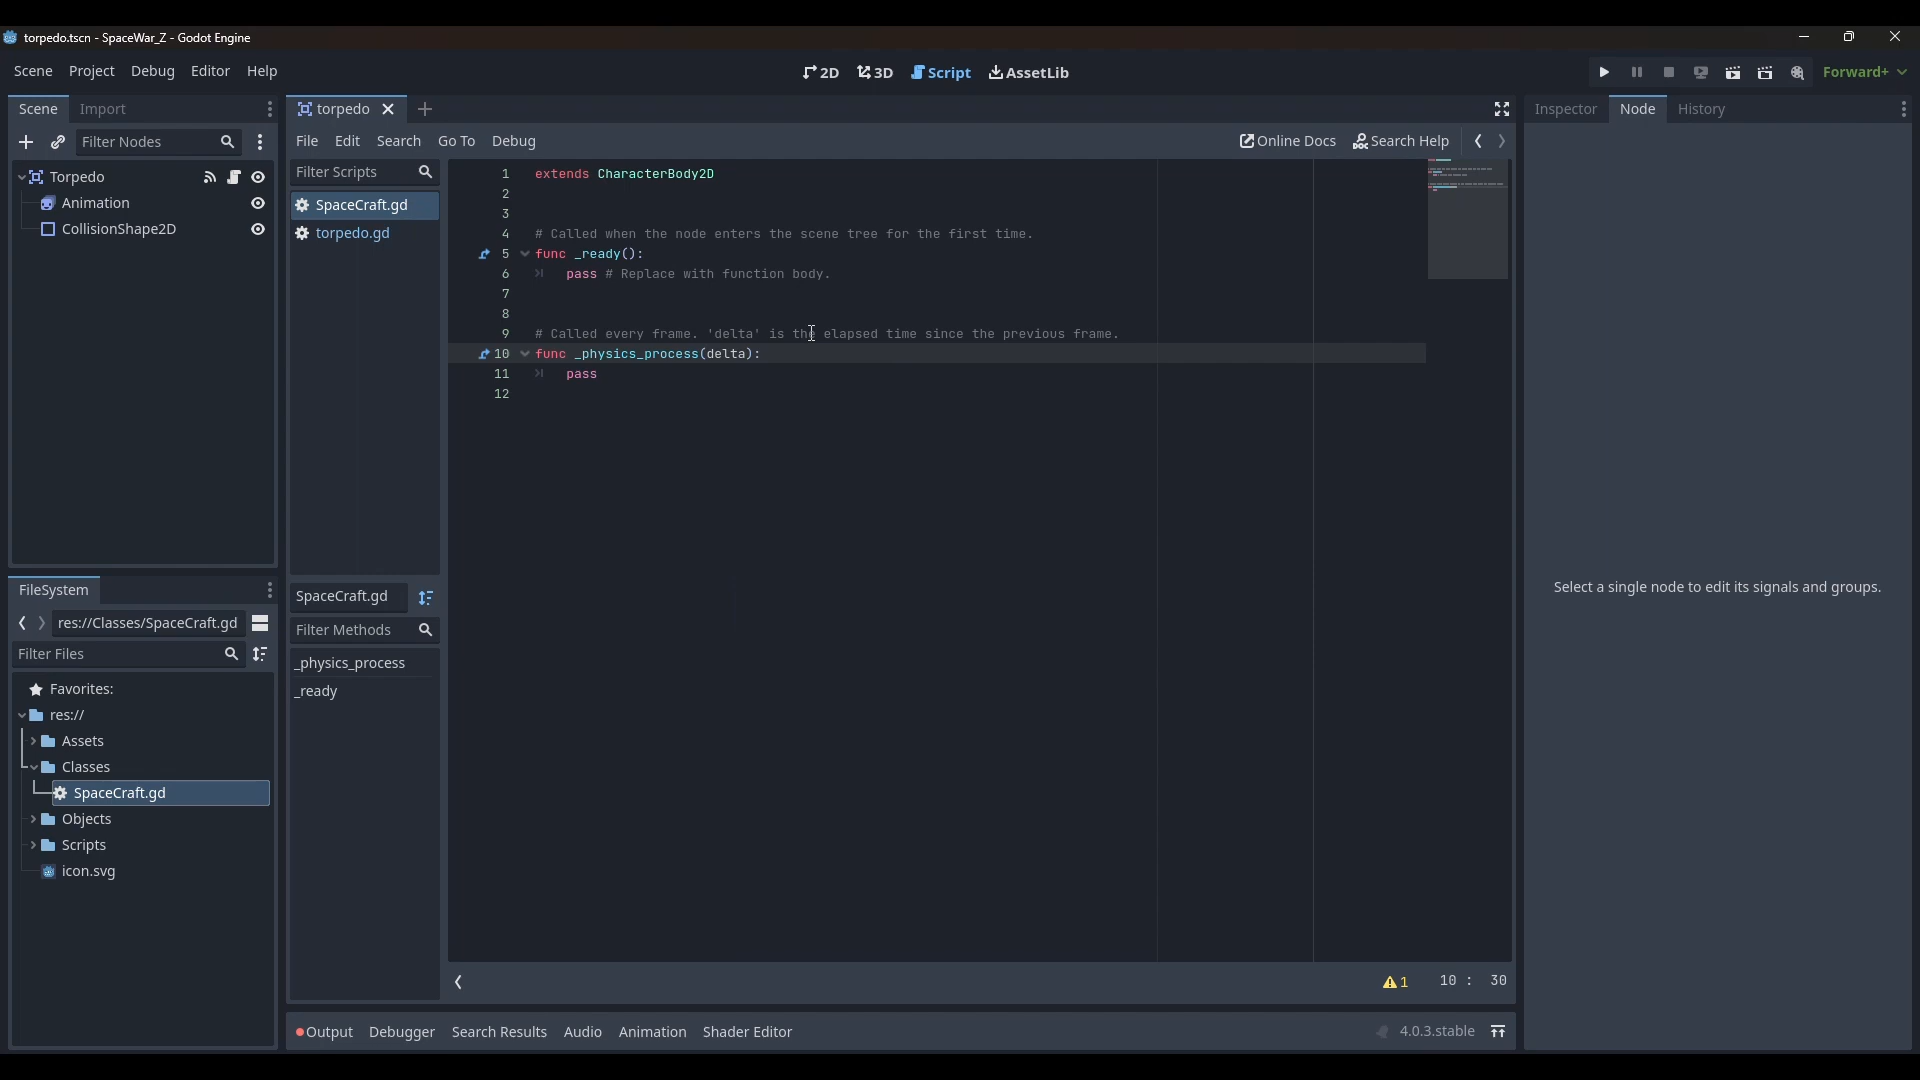 torpedo.tscn - SpaceWar_Z - Godot Engine
Scene Project Debug Editor Help
2D 3D Script AssetLib
Forward+
Scene Import
Filter Nodes
Torpedo
Animation
CollisionShape2D
FileSystem
res://Classes/SpaceCraft.gd
Filter Files
Favorites:
res://
Assets
Classes
SpaceCraft.gd
Objects
Scripts
icon.svg
torpedo
File Edit Search Go To Debug
Online Docs Search Help
Filter Scripts
SpaceCraft.gd
torpedo.gd
SpaceCraft.gd
Filter Methods
_physics_process
_ready
1 extends CharacterBody2D
2
3
4 # Called when the node enters the scene tree for the first time.
5 func _ready():
6 pass # Replace with function body.
7
8
9 # Called every frame. 'delta' is the elapsed time since the previous frame.
10 func _physics_process(delta):
11 pass
12
1 10 : 30
Output Debugger Search Results Audio Animation Shader Editor
4.0.3.stable
Inspector Node History
Select a single node to edit its signals and groups.